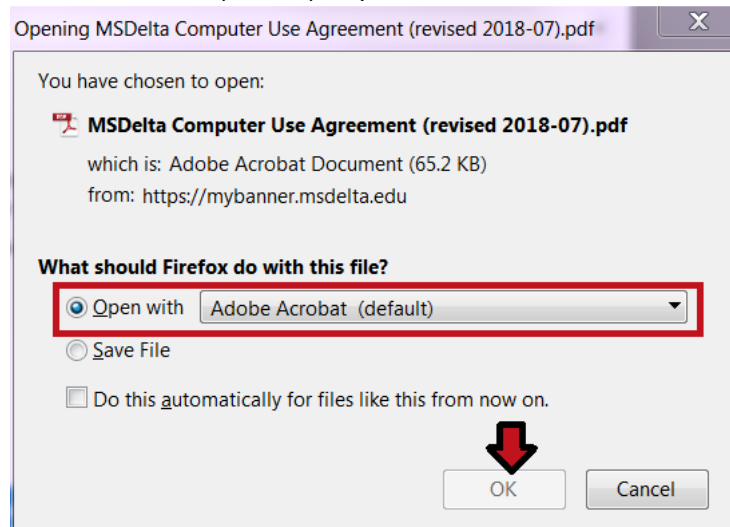 Opening MSDelta Computer Use Agreement (revised 2018-07).pdf
You have chosen to open:
MSDelta Computer Use Agreement (revised 2018-07).pdf
which is: Adobe Acrobat Document (65.2 KB)
from: https://mybanner.msdelta.edu
What should Firefox do with this file?
Open with Adobe Acrobat (default)
Save File
Do this automatically for files like this from now on.
OK Cancel